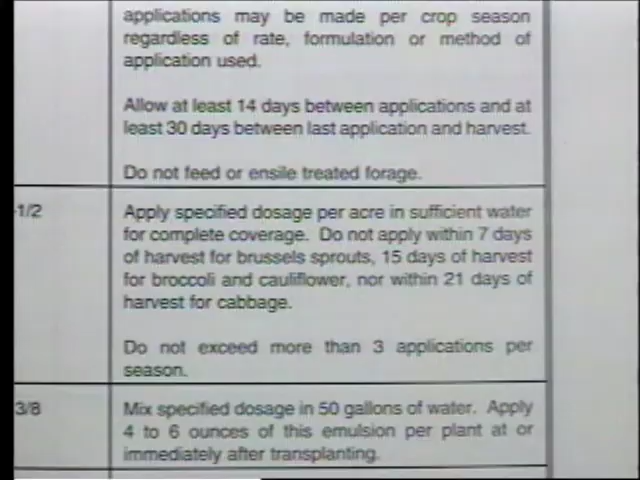 applications may be made per crop season
regardless of rate, formulation or method of
application used.
Allow at least 14 days between applications and at
least 30 days between last application and harvest.
Do not feed or ensile treated forage.
-1/2
Apply specified dosage per acre in sufficient water
for complete coverage. Do not apply within 7 days
of harvest for brussels sprouts, 15 days of harvest
for broccoli and cauliflower, nor within 21 days of
harvest for cabbage.
Do not exceed more than 3 applications per
season.
3/8
Mix specified dosage in 50 gallons of water. Apply
4 to 6 ounces of this emulsion per plant at or
immediately after transplanting.